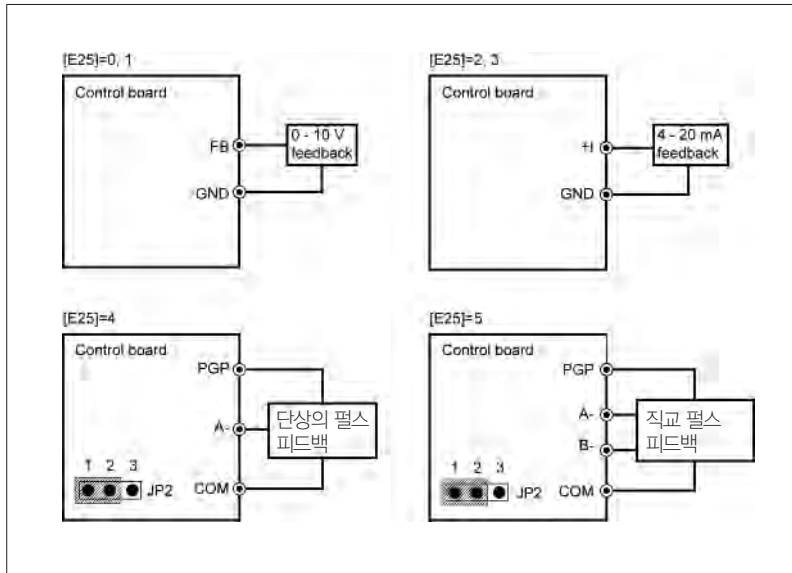 [E25]=0, 1
Control board
FB
0 - 10 V
feedback
GND
[E25]=2, 3
Control board
4 - 20 mA
feedback
GND
[E25]=4
Control board
PGP
A-
단상의 펄스
피드백
1 2 3
JP2
COM
[E25]=5
Control board
PGP
A-
B-
직교 펄스
피드백
1 2 3
JP2
COM